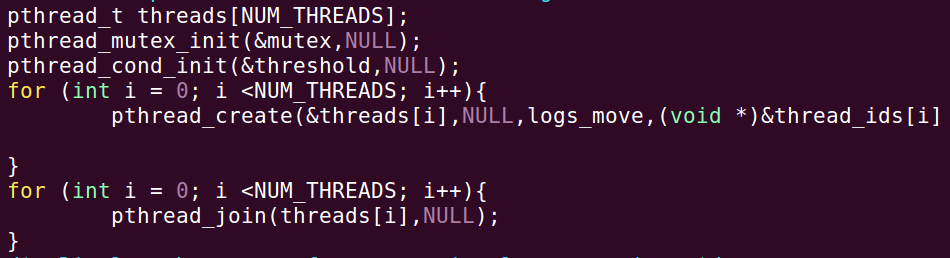 pthread_t threads[NUM_THREADS];
pthread_mutex_init(&mutex,NULL);
pthread_cond_init(&threshold,NULL);
for (int i = 0; i <NUM_THREADS; i++){
        pthread_create(&threads[i],NULL,logs_move,(void *)&thread_ids[i]
}
for (int i = 0; i <NUM_THREADS; i++){
        pthread_join(threads[i],NULL);
}